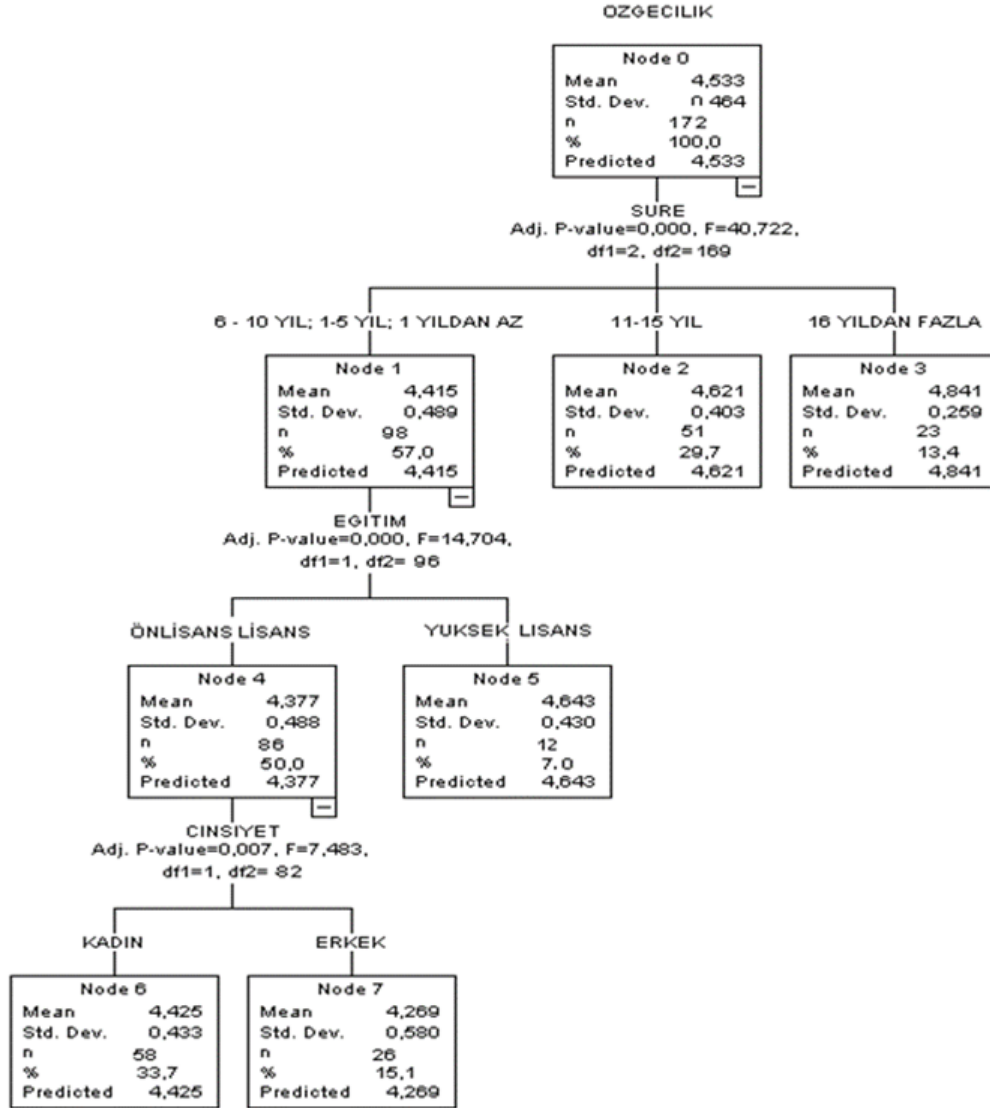 OZGECILIK
Node 0
Mean 4,533
Std. Dev. 0 464
n 172
% 100,0
Predicted 4,533
SURE
Adj. P-value=0,000, F=40,722,
df1=2, df2=169
6 - 10 YIL; 1-5 YIL; 1 YILDAN AZ
11-15 YIL
16 YILDAN FAZLA
Node 1
Mean 4,415
Std. Dev. 0,489
n 98
% 57,0
Predicted 4,415
Node 2
Mean 4,621
Std. Dev. 0,403
n 51
% 29,7
Predicted 4,621
Node 3
Mean 4,841
Std. Dev. 0,259
n 23
% 13,4
Predicted 4,841
EGITIM
Adj. P-value=0,000, F=14,704,
df1=1, df2= 96
ÖNLİSANS LİSANS
YUKSEK LISANS
Node 4
Mean 4,377
Std. Dev. 0,488
n 86
% 50,0
Predicted 4,377
Node 5
Mean 4,643
Std. Dev. 0,430
n 12
% 7,0
Predicted 4,643
CINSIYET
Adj. P-value=0,007, F=7,483,
df1=1, df2= 82
KADIN
ERKEK
Node 6
Mean 4,425
Std. Dev. 0,433
n 58
% 33,7
Predicted 4,425
Node 7
Mean 4,269
Std. Dev. 0,580
n 26
% 15,1
Predicted 4,269